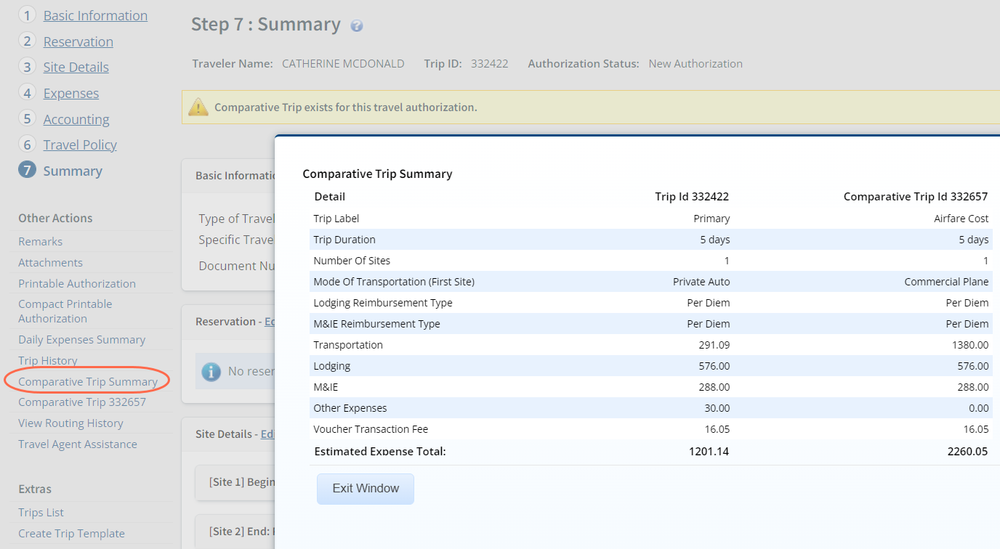 1 Basic Information
2 Reservation
3 Site Details
4 Expenses
5 Accounting
6 Travel Policy
7 Summary
Other Actions
Remarks
Attachments
Printable Authorization
Compact Printable
Authorization
Daily Expenses Summary
Trip History
Comparative Trip Summary
Comparative Trip 332657
View Routing History
Travel Agent Assistance
Extras
Trips List
Create Trip Template
Step 7 : Summary ?
Traveler Name: CATHERINE MCDONALD Trip ID: 332422 Authorization Status: New Authorization
Comparative Trip exists for this travel authorization.
Basic Informatio
Type of Travel
Specific Trave
Document Nu
Reservation - Ed
No reser
Site Details - Edi
[Site 1] Begin
[Site 2] End:
Comparative Trip Summary
Detail Trip Id 332422 Comparative Trip Id 332657
Trip Label Primary Airfare Cost
Trip Duration 5 days 5 days
Number Of Sites 1 1
Mode Of Transportation (First Site) Private Auto Commercial Plane
Lodging Reimbursement Type Per Diem Per Diem
M&IE Reimbursement Type Per Diem Per Diem
Transportation 291.09 1380.00
Lodging 576.00 576.00
M&IE 288.00 288.00
Other Expenses 30.00 0.00
Voucher Transaction Fee 16.05 16.05
Estimated Expense Total: 1201.14 2260.05
Exit Window